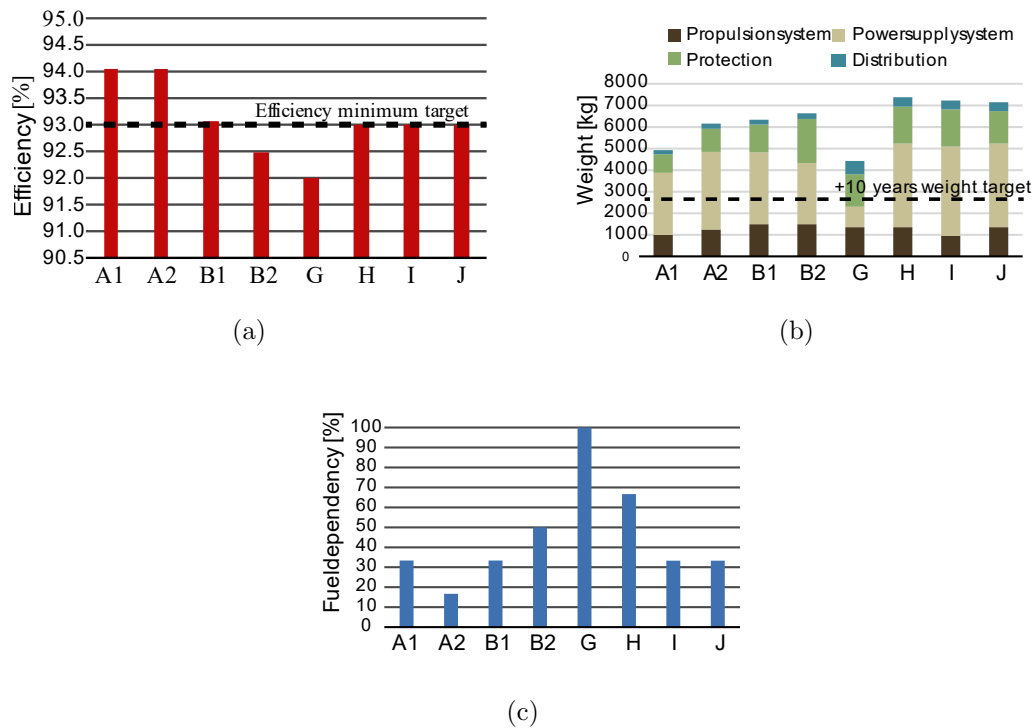 95.0
94.5
94.0
93.5
93.0
92.5
92.0
91.5
91.0
90.5
Efficiency [%]
Efficiency minimum target
A1 A2 B1 B2 G H I J
(a)
Propulsionsystem Powersupplysystem
Protection Distribution
8000
7000
6000
5000
4000
3000
2000
1000
0
Weight [kg]
+10 years weight target
A1 A2 B1 B2 G H I J
(b)
100
90
80
70
60
50
40
30
20
10
0
Fueldependency [%]
A1 A2 B1 B2 G H I J
(c)